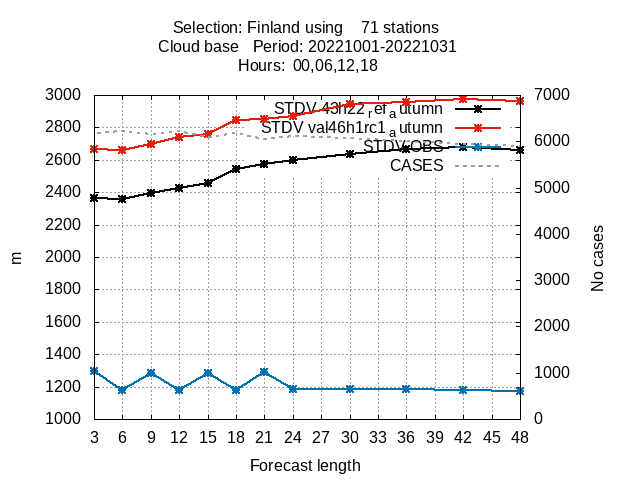 Selection: Finland using 71 stations
Cloud base Period: 20221001-20221031
Hours: 00,06,12,18
3000
2800
2600
2400
2200
2000
1800
1600
1400
1200
1000
7000
6000
5000
4000
3000
2000
1000
0
STDV 43h22ref autumn
STDV val46h1rc1autumn
STDV OBS
CASES
m
No cases
3 6 9 12 15 18 21 24 27 30 33 36 39 42 45 48
Forecast length